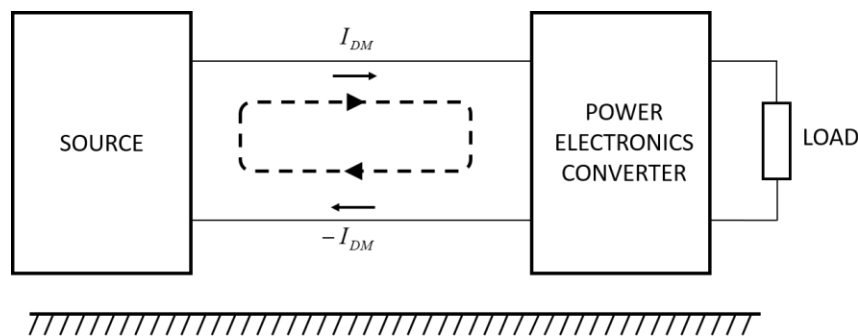 I_DM
SOURCE
POWER
ELECTRONICS
CONVERTER
LOAD
−I_DM